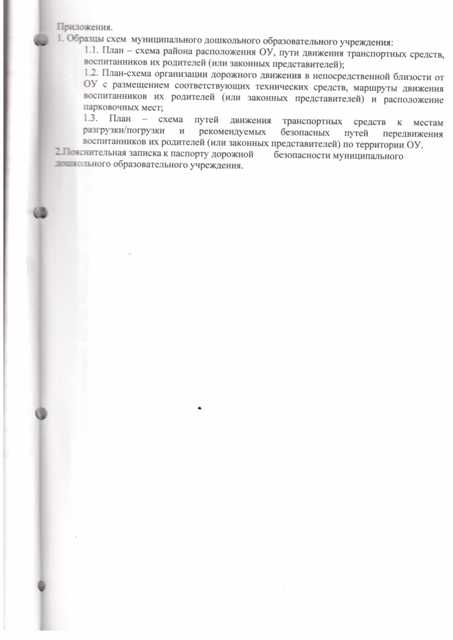 Приложения.
1. Образцы схем муниципального дошкольного образовательного учреждения:
1.1. План – схема района расположения ОУ, пути движения транспортных средств,
воспитанников их родителей (или законных представителей);
1.2. План-схема организации дорожного движения в непосредственной близости от
ОУ с размещением соответствующих технических средств, маршруты движения
воспитанников их родителей (или законных представителей) и расположение
парковочных мест;
1.3. План – схема путей движения транспортных средств к местам
разгрузки/погрузки и рекомендуемых безопасных путей передвижения
воспитанников их родителей (или законных представителей) по территории ОУ.
2.Пояснительная записка к паспорту дорожной безопасности муниципального
дошкольного образовательного учреждения.